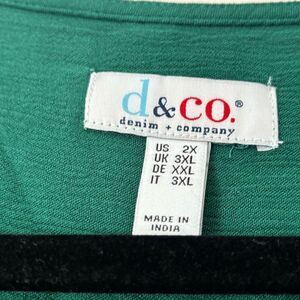 d&co.®
denim + company
US 2X
UK 3XL
DE XXL
IT 3XL
MADE IN
INDIA